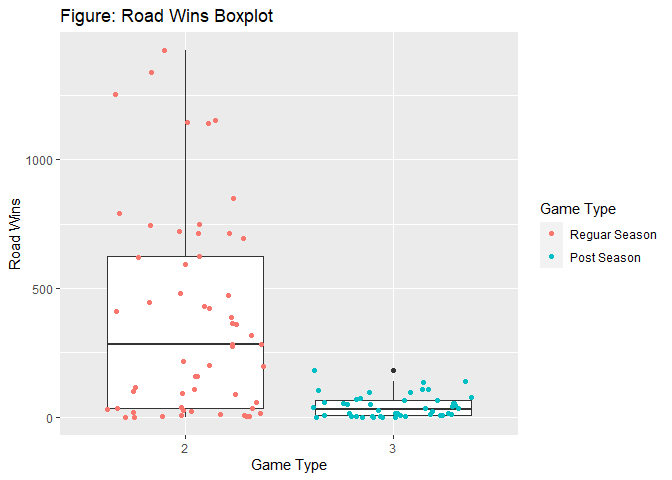 Figure: Road Wins Boxplot
Road Wins
1000
500
0
2
3
Game Type
Game Type
Reguar Season
Post Season